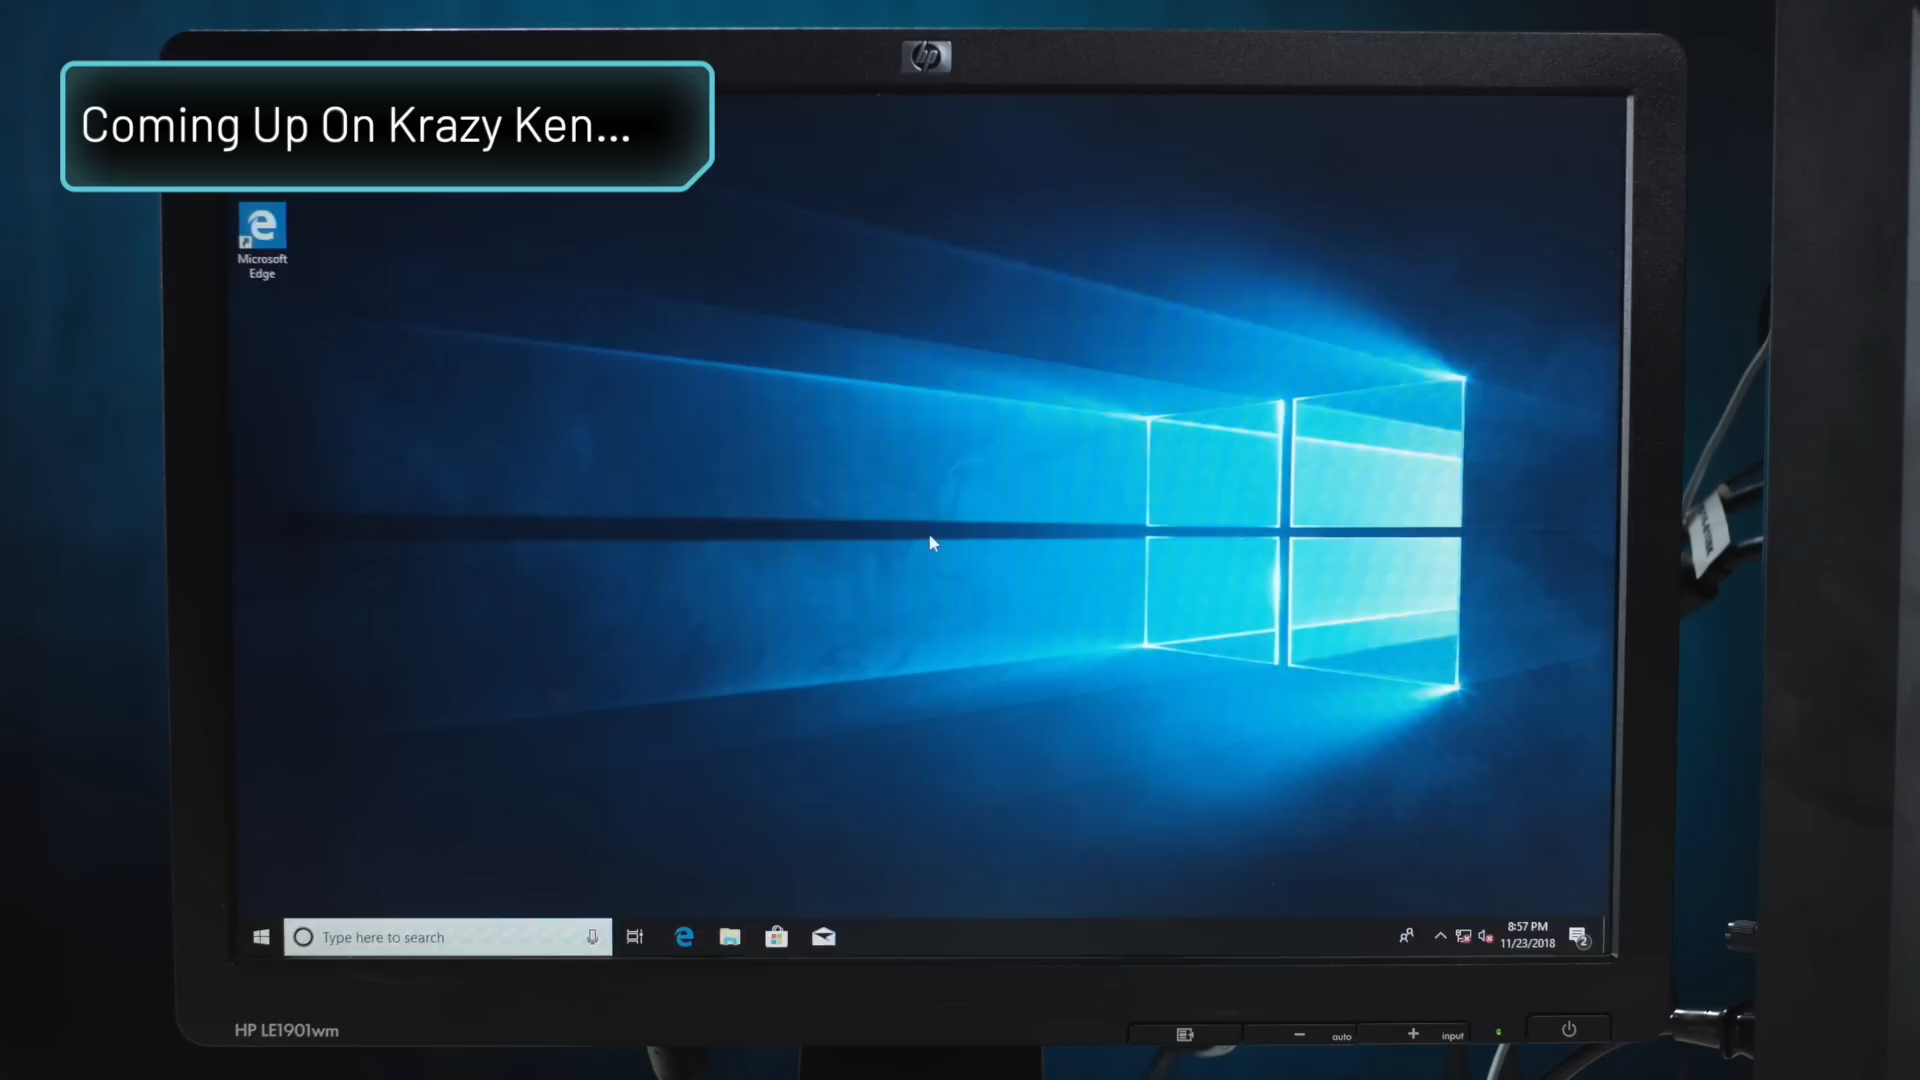 hp
Coming Up On Krazy Ken...
Microsoft
Edge
Type here to search
8:57 PM
11/23/2018
2
HP LE1901wm
auto
input